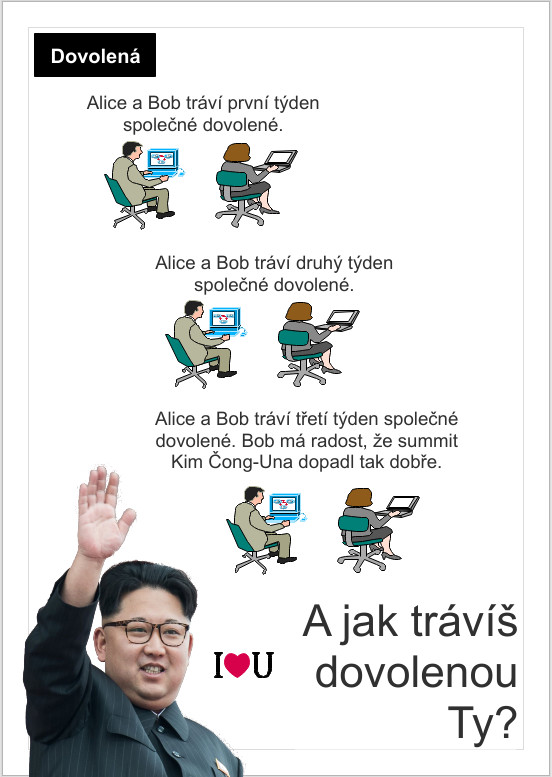 Dovolená
Alice a Bob tráví první týden
společné dovolené.
Alice a Bob tráví druhý týden
společné dovolené.
Alice a Bob tráví třetí týden společné
dovolené. Bob má radost, že summit
Kim Čong-Una dopadl tak dobře.
I♥U
A jak trávíš
dovolenou
Ty?